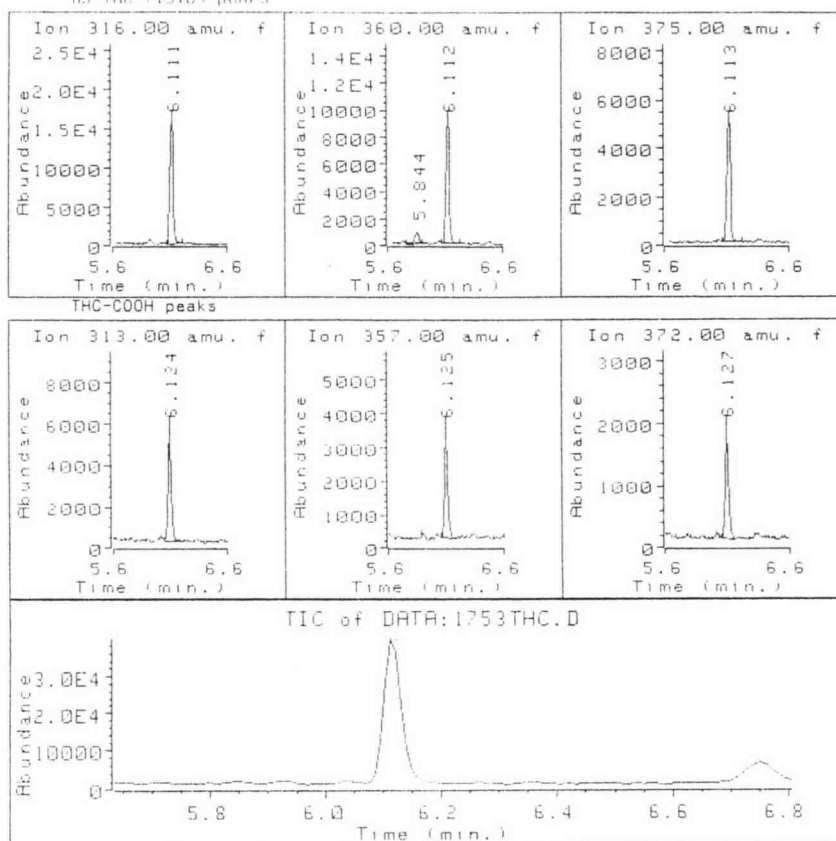 peaks
Ion 316.00 amu. f
Ion 360.00 amu. f
Ion 375.00 amu. f
Abundance
2.5E4
2.0E4
1.5E4
10000
5000
0
6.111
5.6
6.6
Time (min.)
Abundance
1.4E4
1.2E4
10000
8000
6000
4000
2000
0
5.844
6.112
5.6
6.6
Time (min.)
Abundance
8000
6000
4000
2000
0
6.113
5.6
6.6
Time (min.)
THC-COOH peaks
Ion 313.00 amu. f
Ion 357.00 amu. f
Ion 372.00 amu. f
Abundance
8000
6000
4000
2000
0
6.124
5.6
6.6
Time (min.)
Abundance
5000
4000
3000
2000
1000
0
6.125
5.6
6.6
Time (min.)
Abundance
3000
2000
1000
0
6.127
5.6
6.6
Time (min.)
TIC of DATA:1753THC.D
Abundance
3.0E4
2.0E4
10000
0
5.8
6.0
6.2
6.4
6.6
6.8
Time (min.)